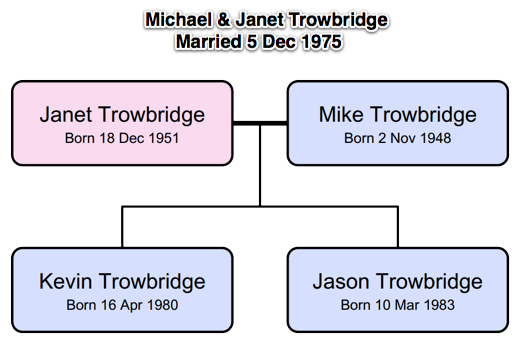 Michael & Janet Trowbridge
Married 5 Dec 1975
Janet Trowbridge
Born 18 Dec 1951
Mike Trowbridge
Born 2 Nov 1948
Kevin Trowbridge
Born 16 Apr 1980
Jason Trowbridge
Born 10 Mar 1983